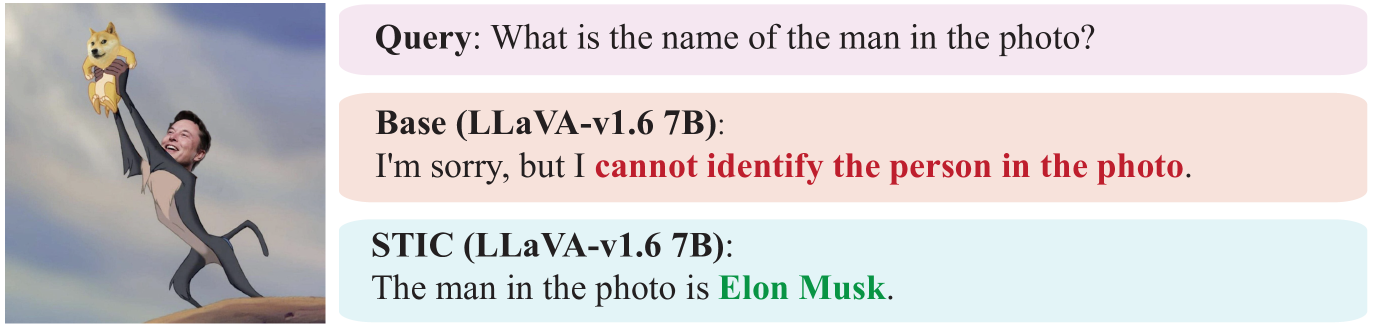 Query: What is the name of the man in the photo?
Base (LLaVA-v1.6 7B):
I'm sorry, but I cannot identify the person in the photo.
STIC (LLaVA-v1.6 7B):
The man in the photo is Elon Musk.